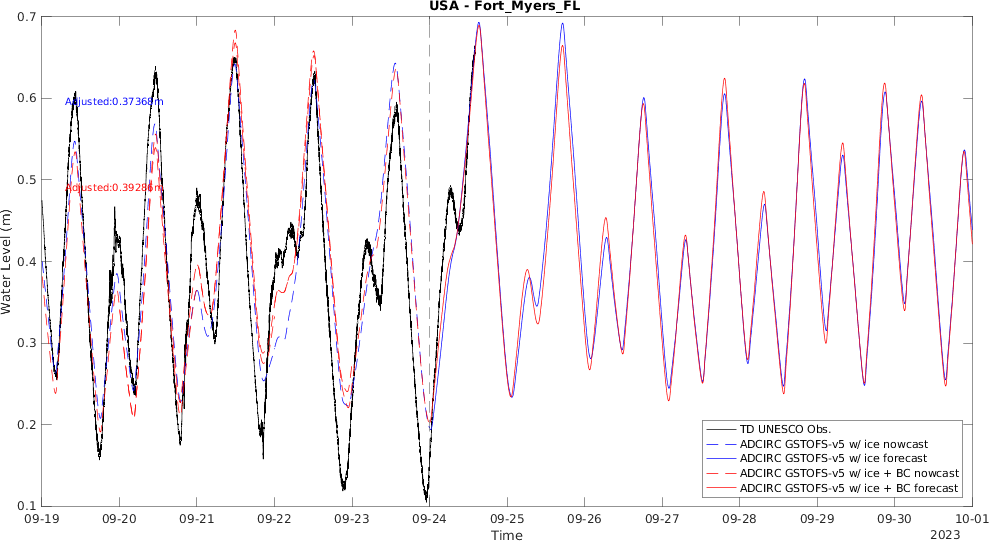 USA - Fort_Myers_FL
0.7
0.6
0.5
0.4
0.3
0.2
0.1
Water Level (m)
Adjusted:0.37368m
Adjusted:0.39286m
TD UNESCO Obs.
ADCIRC GSTOFS-v5 w/ ice nowcast
ADCIRC GSTOFS-v5 w/ ice forecast
ADCIRC GSTOFS-v5 w/ ice + BC nowcast
ADCIRC GSTOFS-v5 w/ ice + BC forecast
09-19 09-20 09-21 09-22 09-23 09-24 09-25 09-26 09-27 09-28 09-29 09-30 10-01
Time
2023